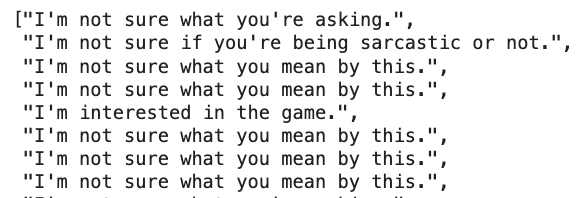 ["I'm not sure what you're asking.",
"I'm not sure if you're being sarcastic or not.",
"I'm not sure what you mean by this.",
"I'm not sure what you mean by this.",
"I'm interested in the game.",
"I'm not sure what you mean by this.",
"I'm not sure what you mean by this.",
"I'm not sure what you mean by this.",